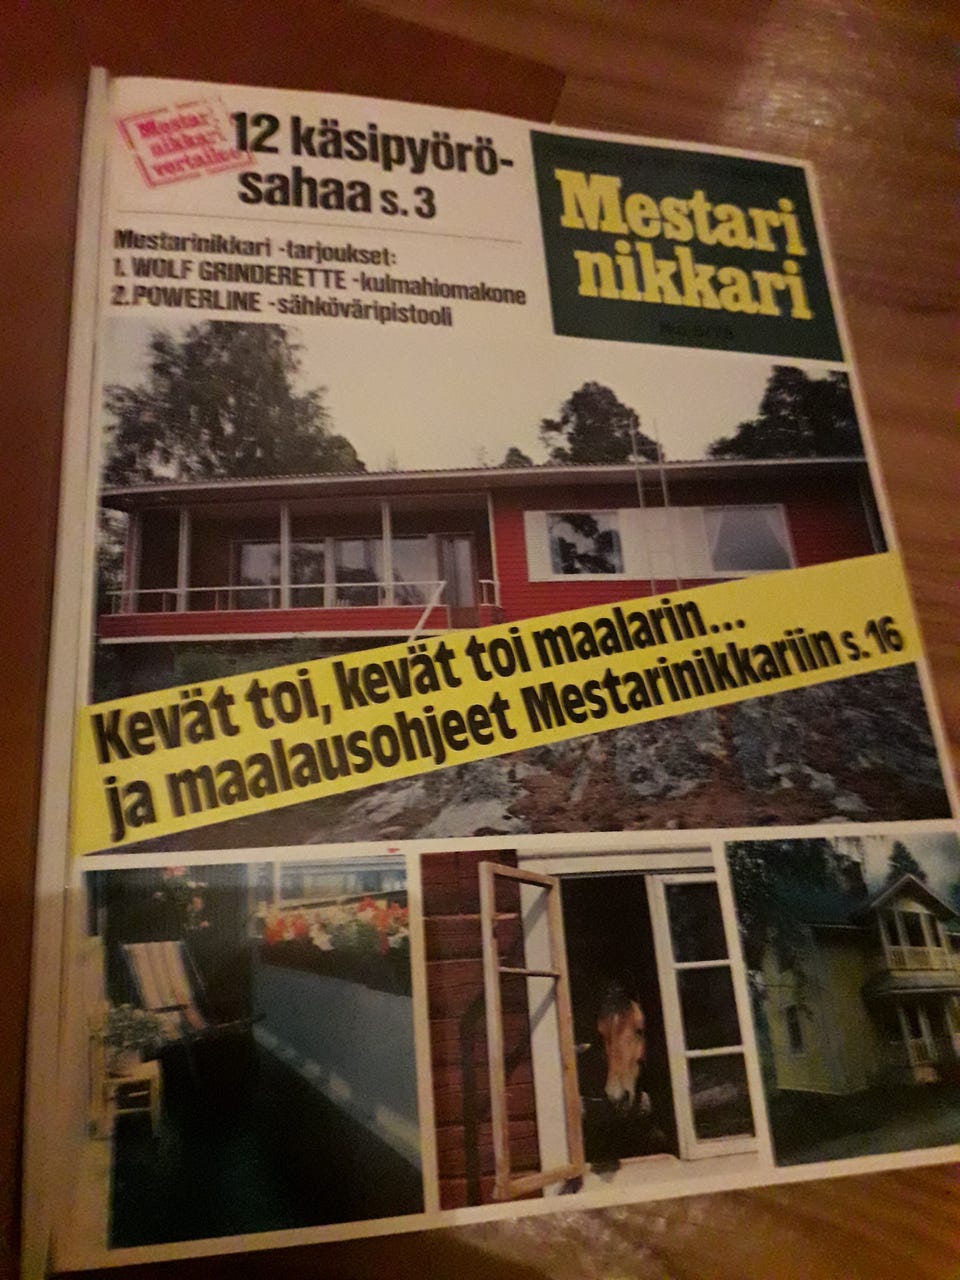 Mestari
nikkari
vertailee
12 käsipyörö-
sahaa s. 3
Mestarinikkari -tarjoukset:
1. WOLF GRINDERETTE -kulmahiomakone
2. POWERLINE -sähköväripistooli
Mestari
nikkari
Kevät toi, kevät toi maalarin...
ja maalausohjeet Mestarinikkariin s. 16